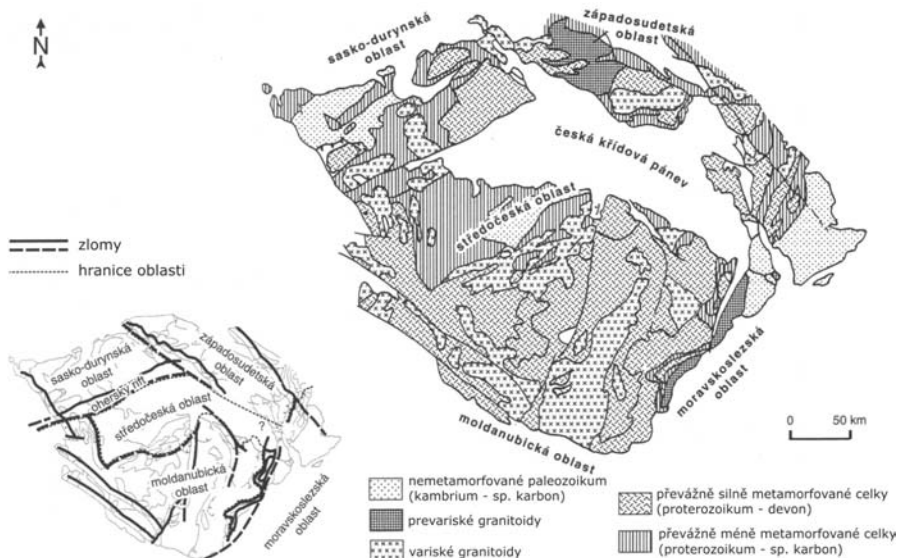 N
sasko-durynská
oblast
západosudetská
oblast
česká křídová pánev
středočeská oblast
moravskoslezská
oblast
moldanubická oblast
0 50 km
zlomy
hranice oblasti
sasko-durynská
oblast
západosudetská
oblast
oherský rift
středočeská oblast
?
moldanubická
oblast
moravskoslezská
oblast
nemetamorfované paleozoikum
(kambrium - sp. karbon)
prevariské granitoidy
variské granitoidy
převážně silně metamorfované celky
(proterozoikum - devon)
převážně méně metamorfované celky
(proterozoikum - sp. karbon)